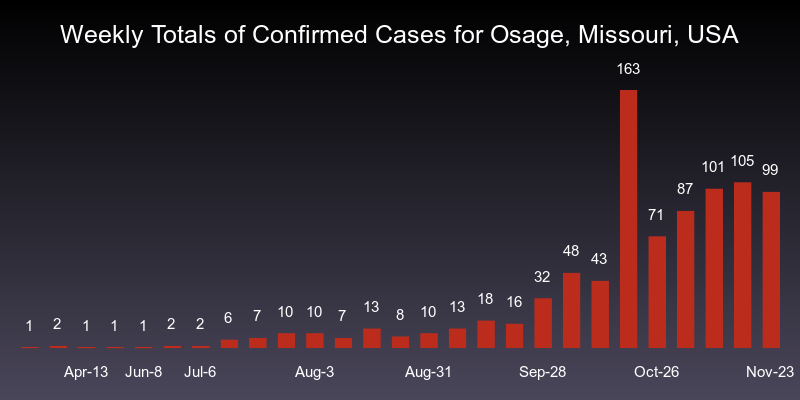 Weekly Totals of Confirmed Cases for Osage, Missouri, USA
163
101 105 99
87
71
48 43
32
1 2 1 1 1 2 2 6 7 10 10 7 13 8 10 13 18 16
Apr-13 Jun-8 Jul-6 Aug-3 Aug-31 Sep-28 Oct-26 Nov-23